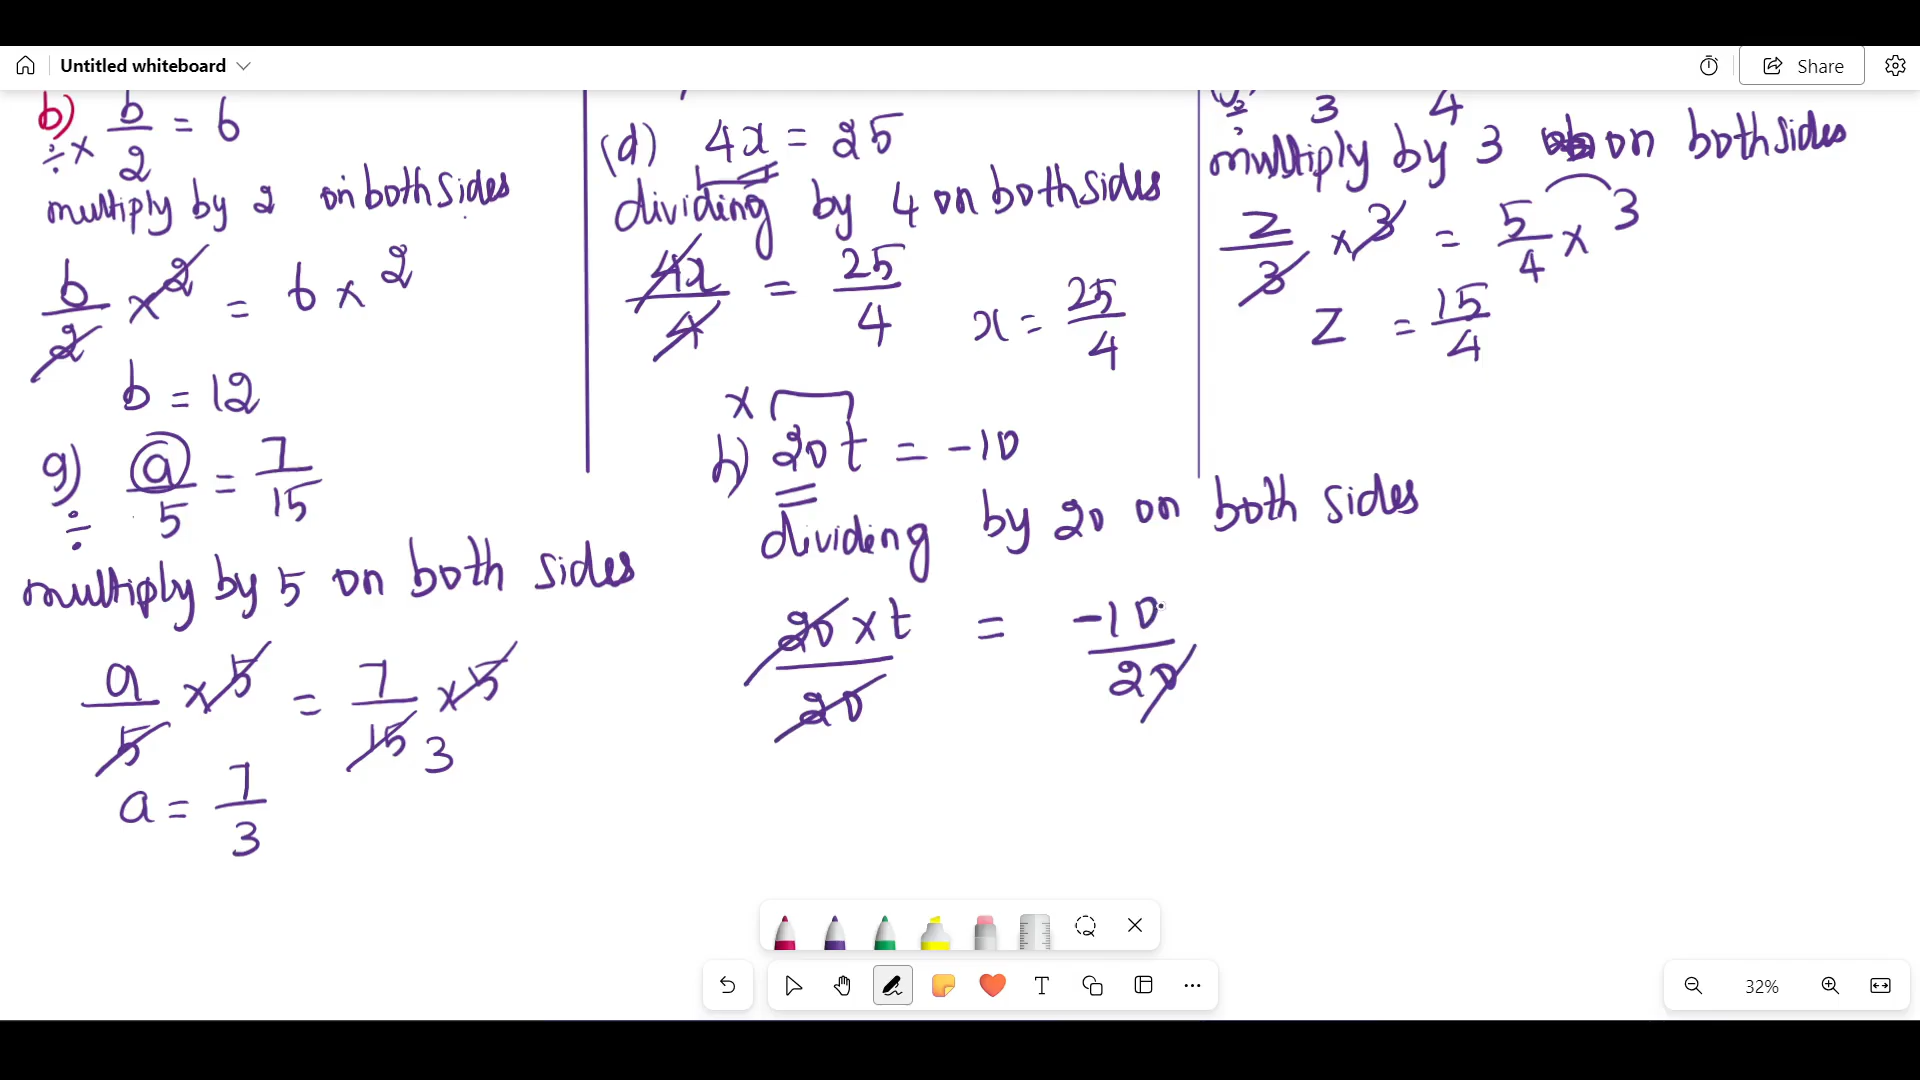 Untitled whiteboard
Share
b) b/2 = 6
÷ ×
multiply by 2 on both sides
b/2 × 2 = 6 × 2
b = 12
g) a/5 = 7/15
÷
multiply by 5 on both sides
a/5 × 5 = 7/15 × 5
3
a = 7/3
(d) 4x = 25
dividing by 4 on both sides
4x/4 = 25/4
x = 25/4
×
h) 20t = -10
dividing by 20 on both sides
20 × t/20 = -10/20
3 4
multiply by 3 on both sides
z/3 × 3 = 5/4 × 3
z = 15/4
32%